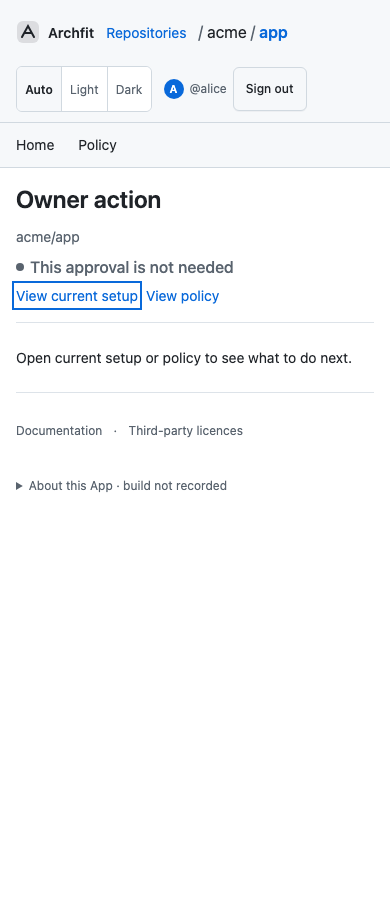 Archfit Repositories / acme / app
Auto Light Dark A @alice Sign out
Home Policy
Owner action
acme/app
This approval is not needed
View current setup View policy
Open current setup or policy to see what to do next.
Documentation · Third-party licences
About this App · build not recorded